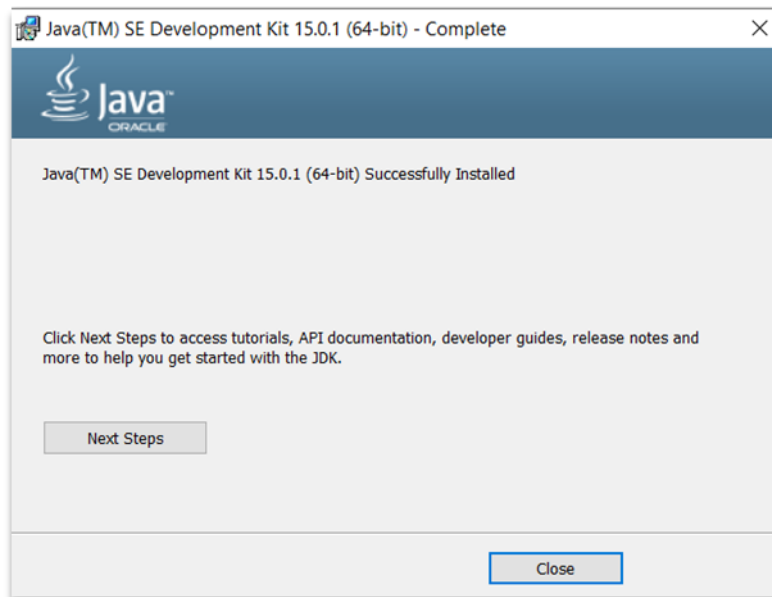 Java(TM) SE Development Kit 15.0.1 (64-bit) - Complete
Java™
ORACLE
Java(TM) SE Development Kit 15.0.1 (64-bit) Successfully Installed
Click Next Steps to access tutorials, API documentation, developer guides, release notes and
more to help you get started with the JDK.
Next Steps
Close